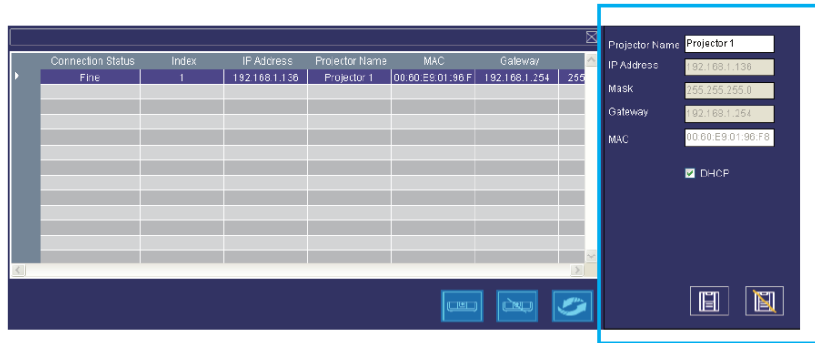 Connection Status Index IP Address Projector Name MAC Gateway
Fine 1 192.168.1.136 Projector 1 00:60:E9:01:96:F 192.168.1.254 255
Projector Name Projector 1
IP Address 192.168.1.136
Mask 255.255.255.0
Gateway 192.168.1.254
MAC 00:60:E9:01:96:F8
DHCP